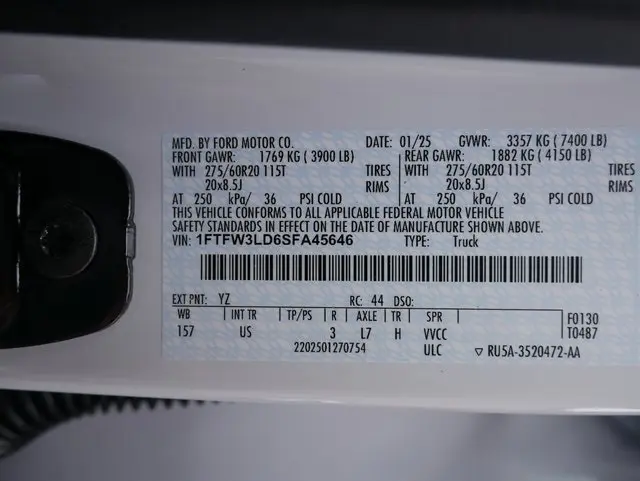 MFD. BY FORD MOTOR CO. DATE: 01/25 GVWR: 3357 KG (7400 LB)
FRONT GAWR: 1769 KG (3900 LB) REAR GAWR: 1882 KG (4150 LB)
WITH 275/60R20 115T TIRES 275/60R20 115T TIRES
20x8.5J RIMS 20x8.5J RIMS
AT 250 kPa/ 36 PSI COLD AT 250 kPa/ 36 PSI COLD
THIS VEHICLE CONFORMS TO ALL APPLICABLE FEDERAL MOTOR VEHICLE
SAFETY STANDARDS IN EFFECT ON THE DATE OF MANUFACTURE SHOWN ABOVE.
VIN: 1FTFW3LD6SFA45646 TYPE: Truck
EXT PNT: YZ RC: 44 DSO:
WB INT TR TP/PS R AXLE TR SPR F0130
157 US 3 L7 H VVCC T0487
2202501270754 ULC ▽ RU5A-3520472-AA